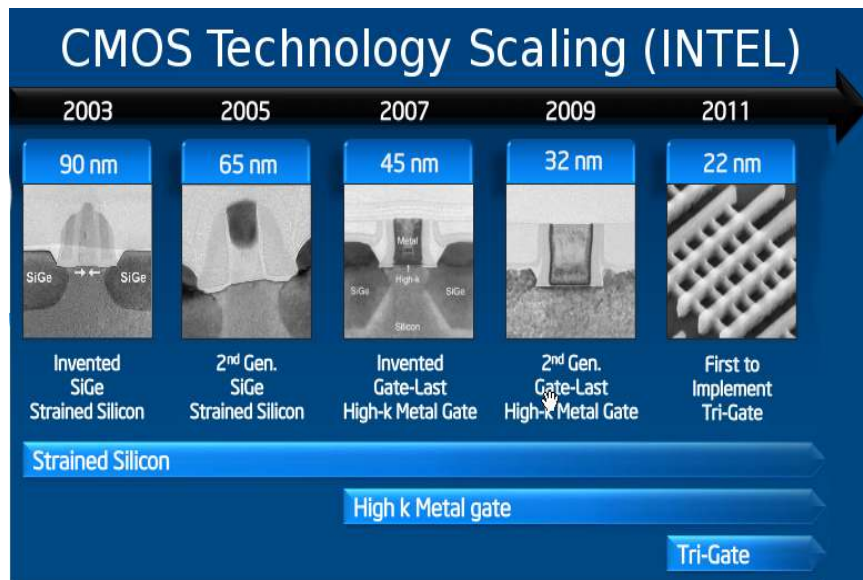 CMOS Technology Scaling (INTEL)
2003
2005
2007
2009
2011
90 nm
65 nm
45 nm
32 nm
22 nm
SiGe
SiGe
Metal
High-k
SiGe
SiGe
Silicon
Invented
SiGe
Strained Silicon
2nd Gen.
SiGe
Strained Silicon
Invented
Gate-Last
High-k Metal Gate
2nd Gen.
Gate-Last
High-k Metal Gate
First to
Implement
Tri-Gate
Strained Silicon
High k Metal gate
Tri-Gate